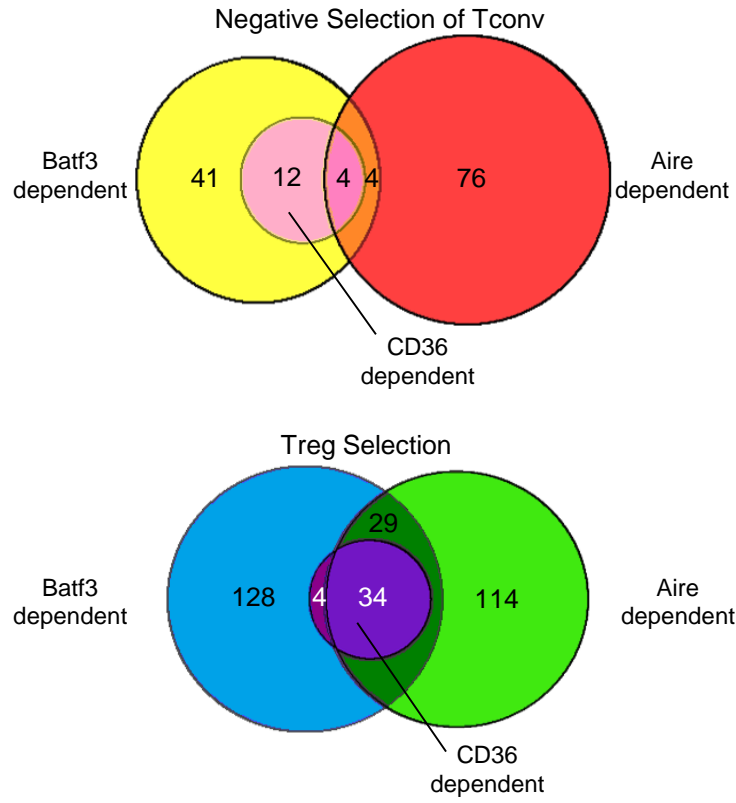 Negative Selection of Tconv
Batf3
dependent
41
12
4
4
76
Aire
dependent
CD36
dependent
Treg Selection
Batf3
dependent
128
4
34
29
114
Aire
dependent
CD36
dependent